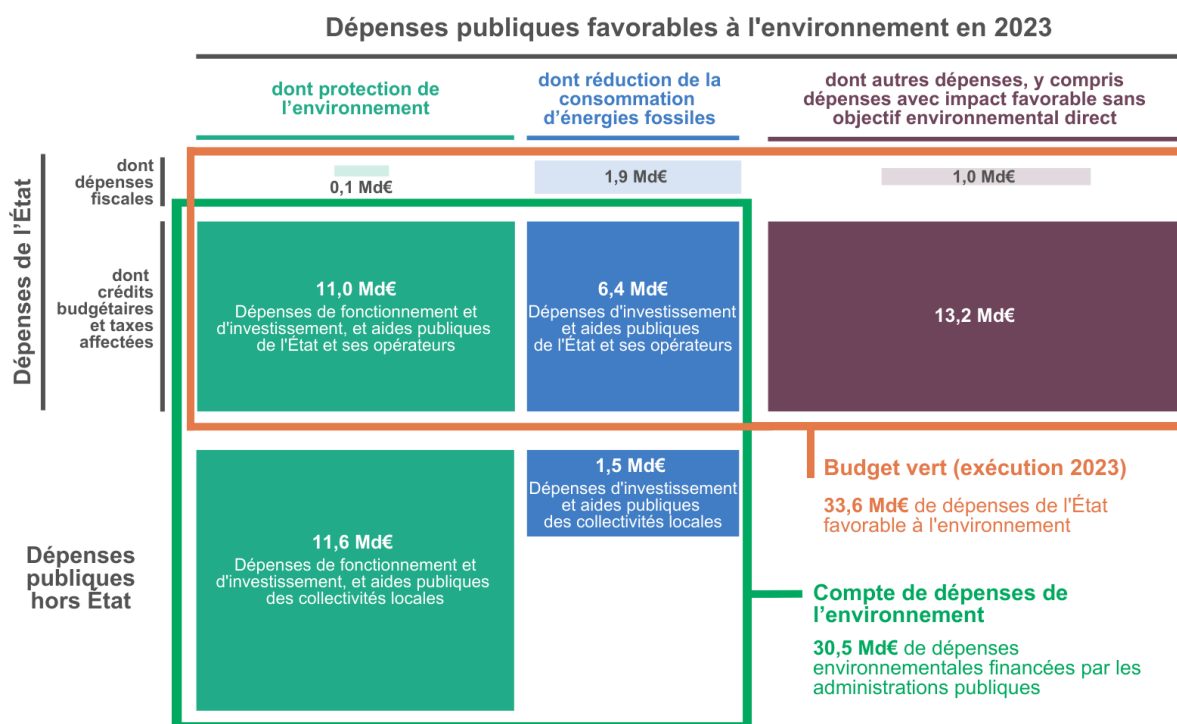 Dépenses publiques favorables à l'environnement en 2023
dont protection de
l'environnement
dont réduction de la
consommation
d'énergies fossiles
dont autres dépenses, y compris
dépenses avec impact favorable sans
objectif environnemental direct
Dépenses de l'État
dont
dépenses
fiscales
0,1 Md€
1,9 Md€
1,0 Md€
dont
crédits
budgétaires
et taxes
affectées
11,0 Md€
Dépenses de fonctionnement et
d'investissement, et aides publiques
de l'État et ses opérateurs
6,4 Md€
Dépenses d'investissement
et aides publiques
de l'État et ses opérateurs
13,2 Md€
Dépenses
publiques
hors État
11,6 Md€
Dépenses de fonctionnement et
d'investissement, et aides publiques
des collectivités locales
1,5 Md€
Dépenses d'investissement
et aides publiques
des collectivités locales
Budget vert (exécution 2023)
33,6 Md€ de dépenses de l'État
favorable à l'environnement
Compte de dépenses de
l'environnement
30,5 Md€ de dépenses
environnementales financées par les
administrations publiques